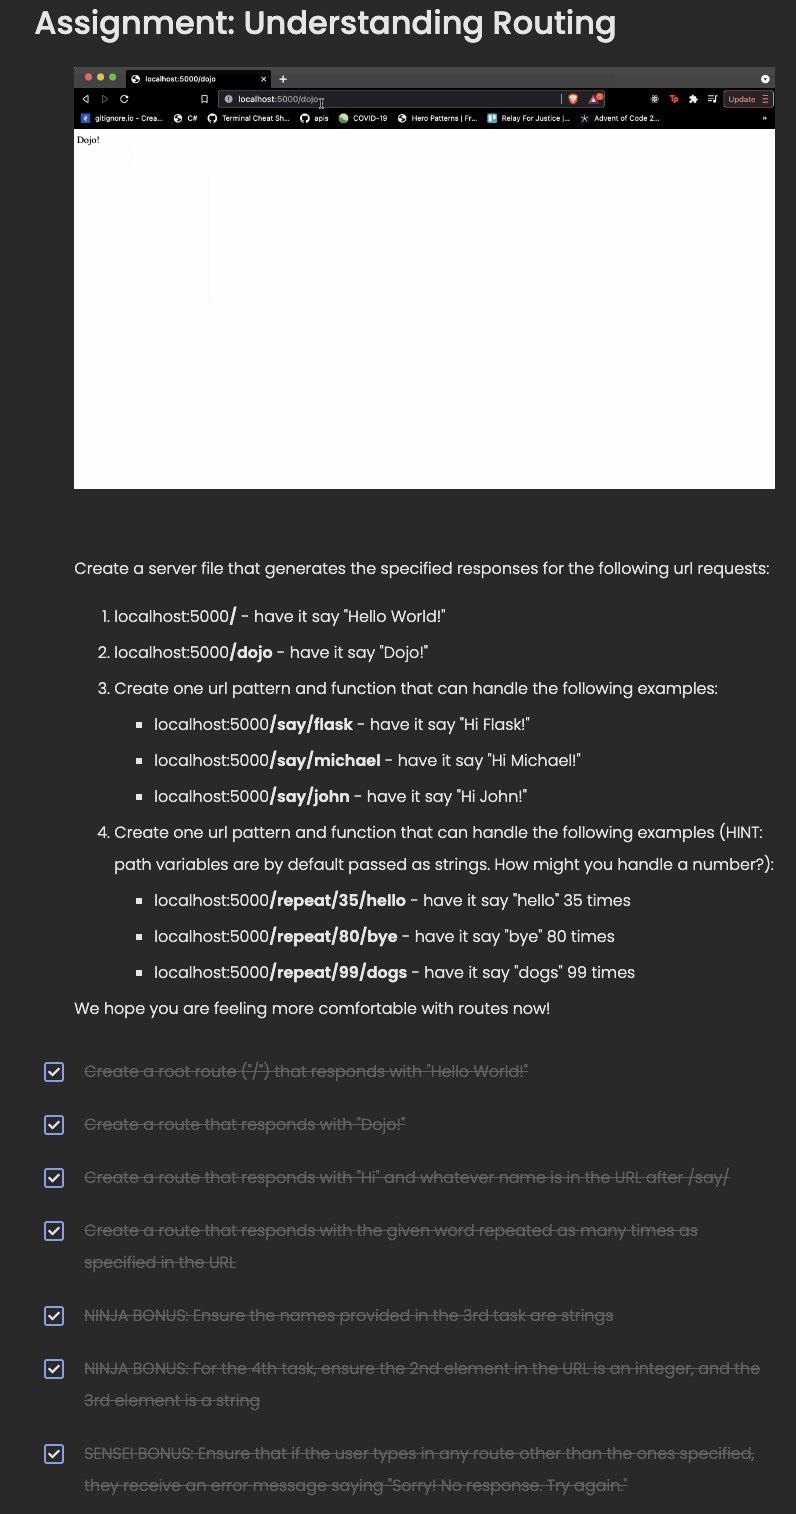 Assignment: Understanding Routing
localhost:5000/dojo
localhost:5000/dojo
Update
gitignore.io - Crea...
C#
Terminal Cheat Sh...
apis
COVID-19
Hero Patterns | Fr...
Relay For Justice |...
Advent of Code 2...
»
Dojo!
Create a server file that generates the specified responses for the following url requests:
1. localhost:5000/ - have it say "Hello World!"
2. localhost:5000/dojo - have it say "Dojo!"
3. Create one url pattern and function that can handle the following examples:
▪ localhost:5000/say/flask - have it say "Hi Flask!"
▪ localhost:5000/say/michael - have it say "Hi Michael!"
▪ localhost:5000/say/john - have it say "Hi John!"
4. Create one url pattern and function that can handle the following examples (HINT:
path variables are by default passed as strings. How might you handle a number?):
▪ localhost:5000/repeat/35/hello - have it say "hello" 35 times
▪ localhost:5000/repeat/80/bye - have it say "bye" 80 times
▪ localhost:5000/repeat/99/dogs - have it say "dogs" 99 times
We hope you are feeling more comfortable with routes now!
Create a root route ("/") that responds with "Hello World!"
Create a route that responds with "Dojo!"
Create a route that responds with "Hi" and whatever name is in the URL after /say/
Create a route that responds with the given word repeated as many times as
specified in the URL
NINJA BONUS: Ensure the names provided in the 3rd task are strings
NINJA BONUS: For the 4th task, ensure the 2nd element in the URL is an integer, and the
3rd element is a string
SENSEI BONUS: Ensure that if the user types in any route other than the ones specified,
they receive an error message saying "Sorry! No response. Try again."